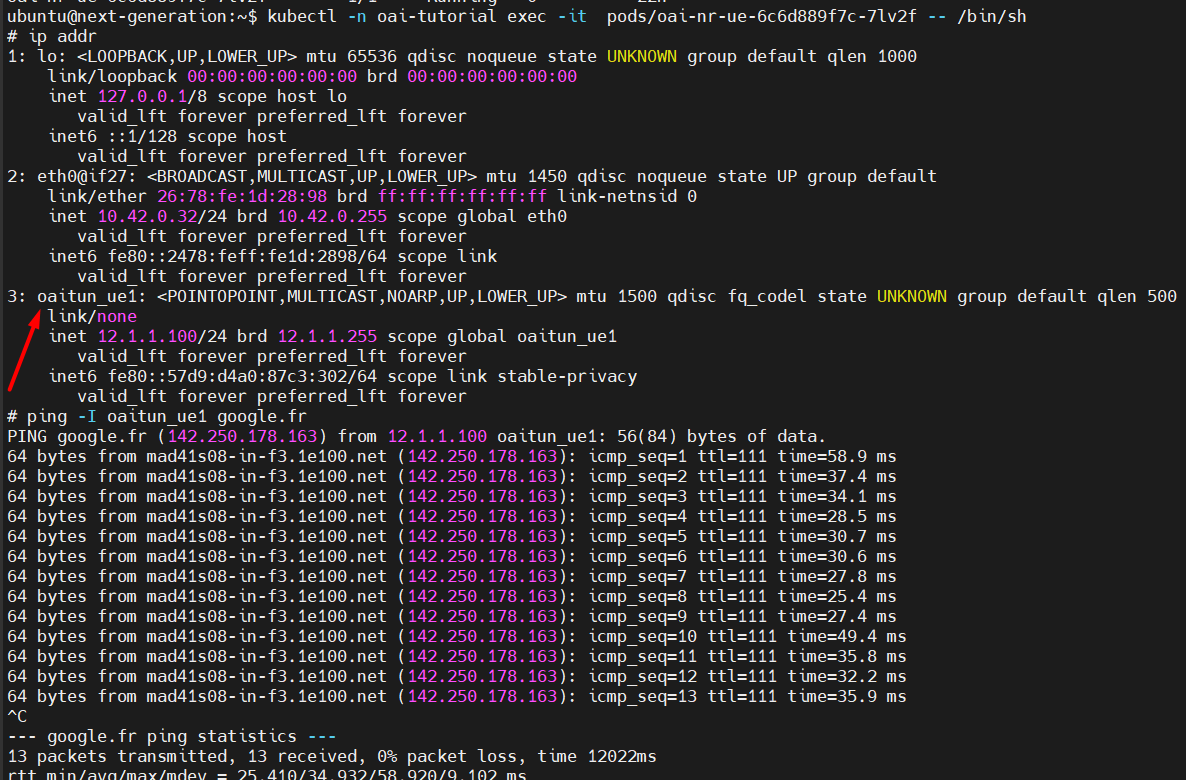 ubuntu@next-generation:~$ kubectl -n oai-tutorial exec -it  pods/oai-nr-ue-6c6d889f7c-7lv2f -- /bin/sh
# ip addr
1: lo: <LOOPBACK,UP,LOWER_UP> mtu 65536 qdisc noqueue state UNKNOWN group default qlen 1000
    link/loopback 00:00:00:00:00:00 brd 00:00:00:00:00:00
    inet 127.0.0.1/8 scope host lo
       valid_lft forever preferred_lft forever
    inet6 ::1/128 scope host
       valid_lft forever preferred_lft forever
2: eth0@if27: <BROADCAST,MULTICAST,UP,LOWER_UP> mtu 1450 qdisc noqueue state UP group default
    link/ether 26:78:fe:1d:28:98 brd ff:ff:ff:ff:ff:ff link-netnsid 0
    inet 10.42.0.32/24 brd 10.42.0.255 scope global eth0
       valid_lft forever preferred_lft forever
    inet6 fe80::2478:feff:fe1d:2898/64 scope link
       valid_lft forever preferred_lft forever
3: oaitun_ue1: <POINTOPOINT,MULTICAST,NOARP,UP,LOWER_UP> mtu 1500 qdisc fq_codel state UNKNOWN group default qlen 500
    link/none
    inet 12.1.1.100/24 brd 12.1.1.255 scope global oaitun_ue1
       valid_lft forever preferred_lft forever
    inet6 fe80::57d9:d4a0:87c3:302/64 scope link stable-privacy
       valid_lft forever preferred_lft forever
# ping -I oaitun_ue1 google.fr
PING google.fr (142.250.178.163) from 12.1.1.100 oaitun_ue1: 56(84) bytes of data.
64 bytes from mad41s08-in-f3.1e100.net (142.250.178.163): icmp_seq=1 ttl=111 time=58.9 ms
64 bytes from mad41s08-in-f3.1e100.net (142.250.178.163): icmp_seq=2 ttl=111 time=37.4 ms
64 bytes from mad41s08-in-f3.1e100.net (142.250.178.163): icmp_seq=3 ttl=111 time=34.1 ms
64 bytes from mad41s08-in-f3.1e100.net (142.250.178.163): icmp_seq=4 ttl=111 time=28.5 ms
64 bytes from mad41s08-in-f3.1e100.net (142.250.178.163): icmp_seq=5 ttl=111 time=30.7 ms
64 bytes from mad41s08-in-f3.1e100.net (142.250.178.163): icmp_seq=6 ttl=111 time=30.6 ms
64 bytes from mad41s08-in-f3.1e100.net (142.250.178.163): icmp_seq=7 ttl=111 time=27.8 ms
64 bytes from mad41s08-in-f3.1e100.net (142.250.178.163): icmp_seq=8 ttl=111 time=25.4 ms
64 bytes from mad41s08-in-f3.1e100.net (142.250.178.163): icmp_seq=9 ttl=111 time=27.4 ms
64 bytes from mad41s08-in-f3.1e100.net (142.250.178.163): icmp_seq=10 ttl=111 time=49.4 ms
64 bytes from mad41s08-in-f3.1e100.net (142.250.178.163): icmp_seq=11 ttl=111 time=35.8 ms
64 bytes from mad41s08-in-f3.1e100.net (142.250.178.163): icmp_seq=12 ttl=111 time=32.2 ms
64 bytes from mad41s08-in-f3.1e100.net (142.250.178.163): icmp_seq=13 ttl=111 time=35.9 ms
^C
--- google.fr ping statistics ---
13 packets transmitted, 13 received, 0% packet loss, time 12022ms
rtt min/avg/max/mdev = 25.410/34.932/58.920/9.102 ms